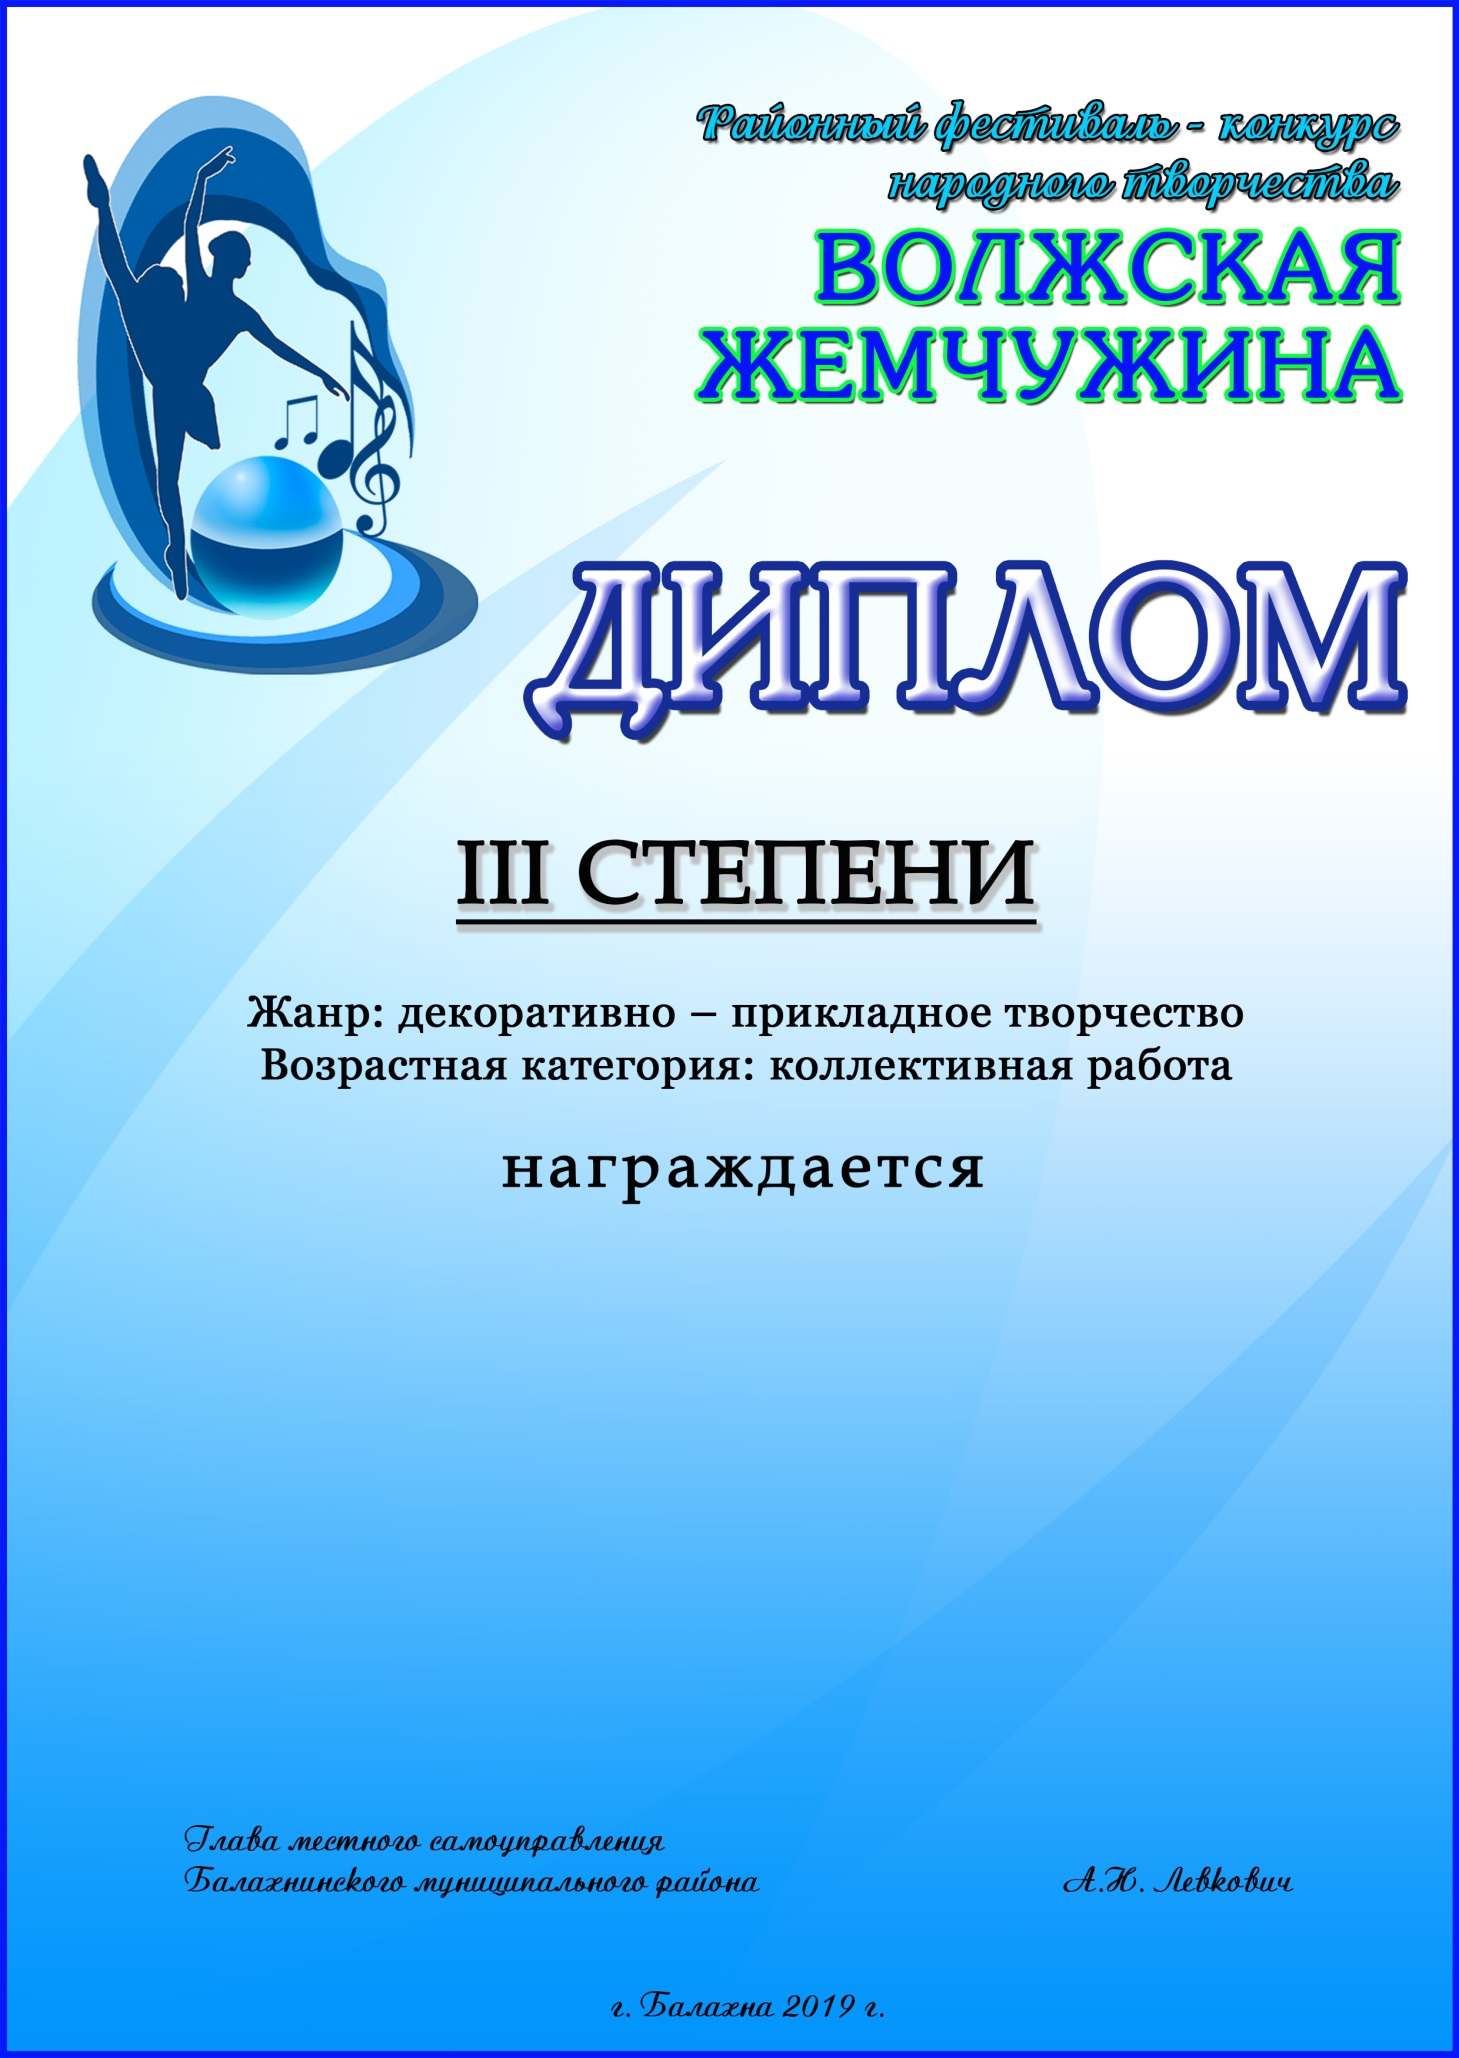 Районный фестиваль - конкурс
народного творчества
ВОЛЖСКАЯ
ЖЕМЧУЖИНА
ДИПЛОМ
III СТЕПЕНИ
Жанр: декоративно – прикладное творчество
Возрастная категория: коллективная работа
награждается
Глава местного самоуправления
Балахнинского муниципального района
А.Н. Левкович
г. Балахна 2019 г.